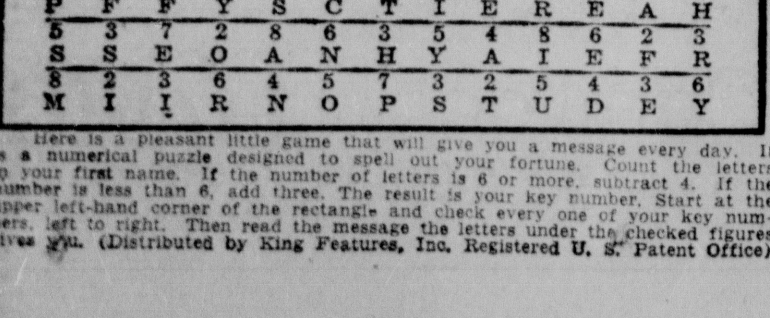 P F F Y S C T I E R E A H
5 3 7 2 8 6 3 5 4 8 6 2 3
S S E O A N H Y A I E F R
8 2 3 6 4 5 7 3 2 5 4 3 6
M I I R N O P S T U D E Y
Here is a pleasant little game that will give you a message every day. I
s a numerical puzzle designed to spell out your fortune. Count the letters
your first name. If the number of letters is 6 or more, subtract 4. If the
number is less than 6, add three. The result is your key number. Start at the
upper left-hand corner of the rectangle and check every one of your key num-
ers, left to right. Then read the message the letters under the checked figures
ives you. (Distributed by King Features, Inc. Registered U. S. Patent Office)